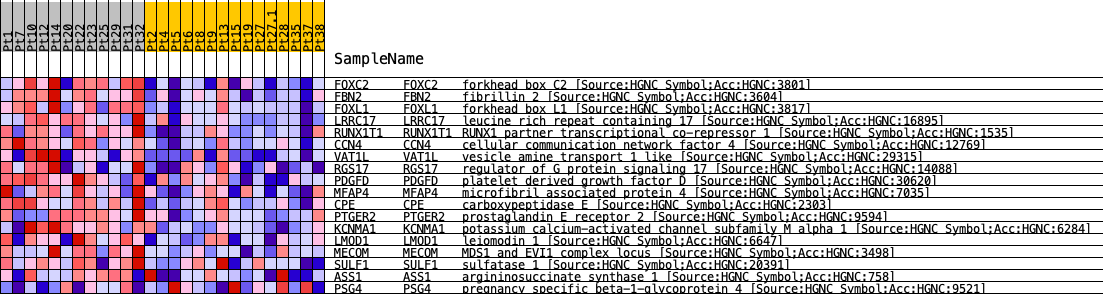 Pt1 Pt7 Pt10 Pt12 Pt14 Pt20 Pt22 Pt23 Pt25 Pt29 Pt31 Pt32 Pt2 Pt4 Pt5 Pt6 Pt8 Pt9 Pt13 Pt15 Pt19 Pt27 Pt27.1 Pt28 Pt35 Pt37 Pt38
SampleName
FOXC2 FOXC2 forkhead box C2 [Source:HGNC Symbol;Acc:HGNC:3801]
FBN2 FBN2 fibrillin 2 [Source:HGNC Symbol;Acc:HGNC:3604]
FOXL1 FOXL1 forkhead box L1 [Source:HGNC Symbol;Acc:HGNC:3817]
LRRC17 LRRC17 leucine rich repeat containing 17 [Source:HGNC Symbol;Acc:HGNC:16895]
RUNX1T1 RUNX1T1 RUNX1 partner transcriptional co-repressor 1 [Source:HGNC Symbol;Acc:HGNC:1535]
CCN4 CCN4 cellular communication network factor 4 [Source:HGNC Symbol;Acc:HGNC:12769]
VAT1L VAT1L vesicle amine transport 1 like [Source:HGNC Symbol;Acc:HGNC:29315]
RGS17 RGS17 regulator of G protein signaling 17 [Source:HGNC Symbol;Acc:HGNC:14088]
PDGFD PDGFD platelet derived growth factor D [Source:HGNC Symbol;Acc:HGNC:30620]
MFAP4 MFAP4 microfibril associated protein 4 [Source:HGNC Symbol;Acc:HGNC:7035]
CPE CPE carboxypeptidase E [Source:HGNC Symbol;Acc:HGNC:2303]
PTGER2 PTGER2 prostaglandin E receptor 2 [Source:HGNC Symbol;Acc:HGNC:9594]
KCNMA1 KCNMA1 potassium calcium-activated channel subfamily M alpha 1 [Source:HGNC Symbol;Acc:HGNC:6284]
LMOD1 LMOD1 leiomodin 1 [Source:HGNC Symbol;Acc:HGNC:6647]
MECOM MECOM MDS1 and EVI1 complex locus [Source:HGNC Symbol;Acc:HGNC:3498]
SULF1 SULF1 sulfatase 1 [Source:HGNC Symbol;Acc:HGNC:20391]
ASS1 ASS1 argininosuccinate synthase 1 [Source:HGNC Symbol;Acc:HGNC:758]
PSG4 PSG4 pregnancy specific beta-1-glycoprotein 4 [Source:HGNC Symbol;Acc:HGNC:9521]